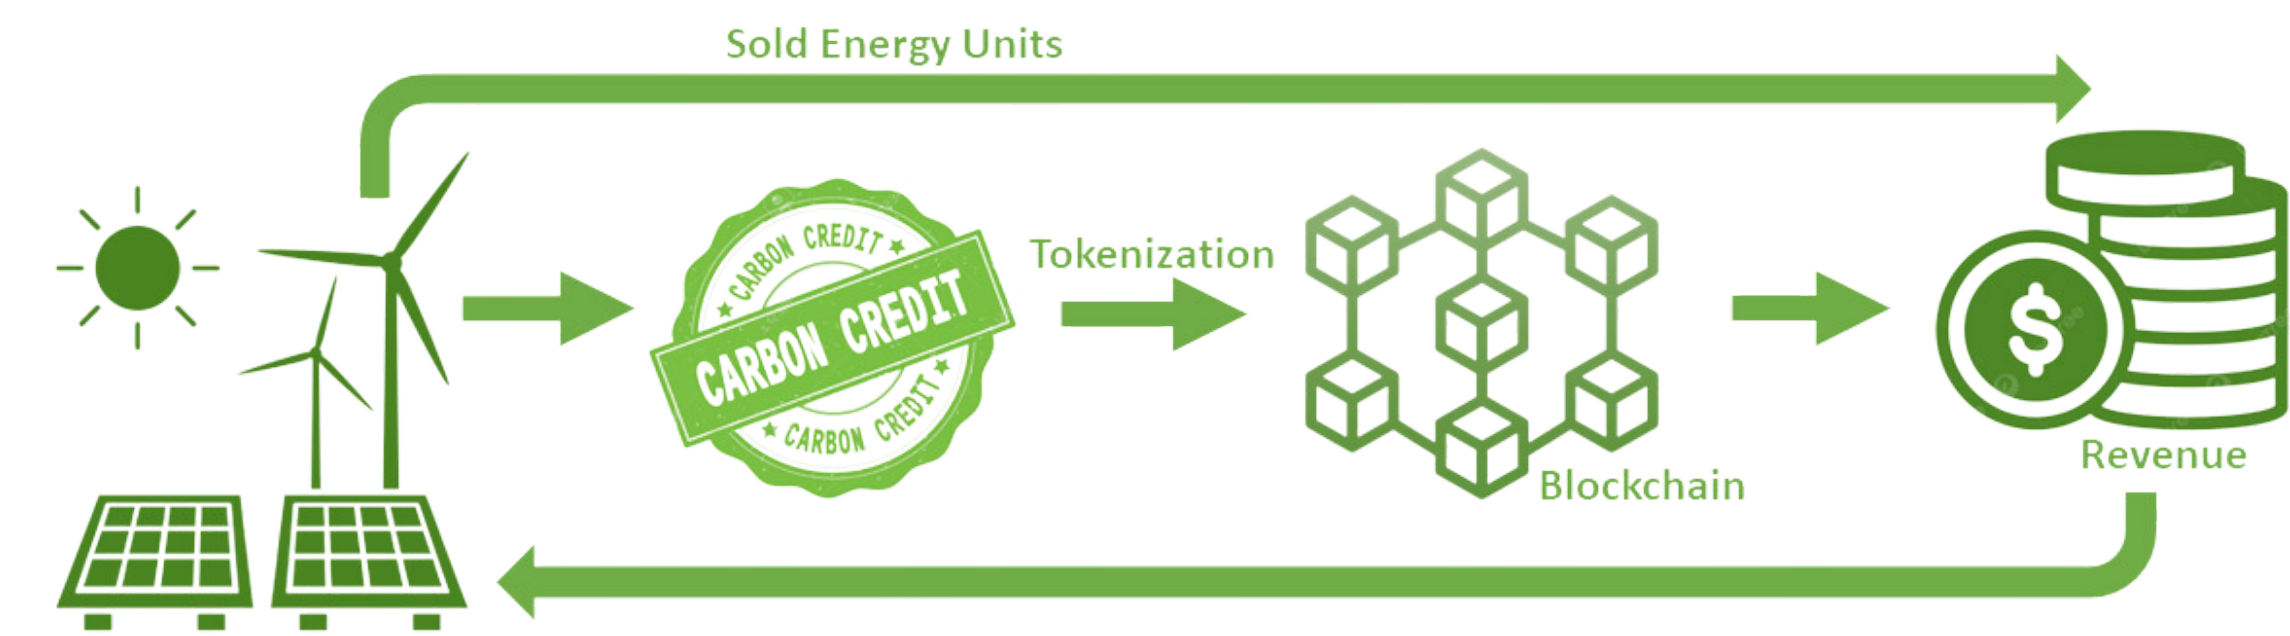 Sold Energy Units
CARBON CREDIT
CARBON CREDIT
CARBON CREDIT
Tokenization
Blockchain
$
Revenue